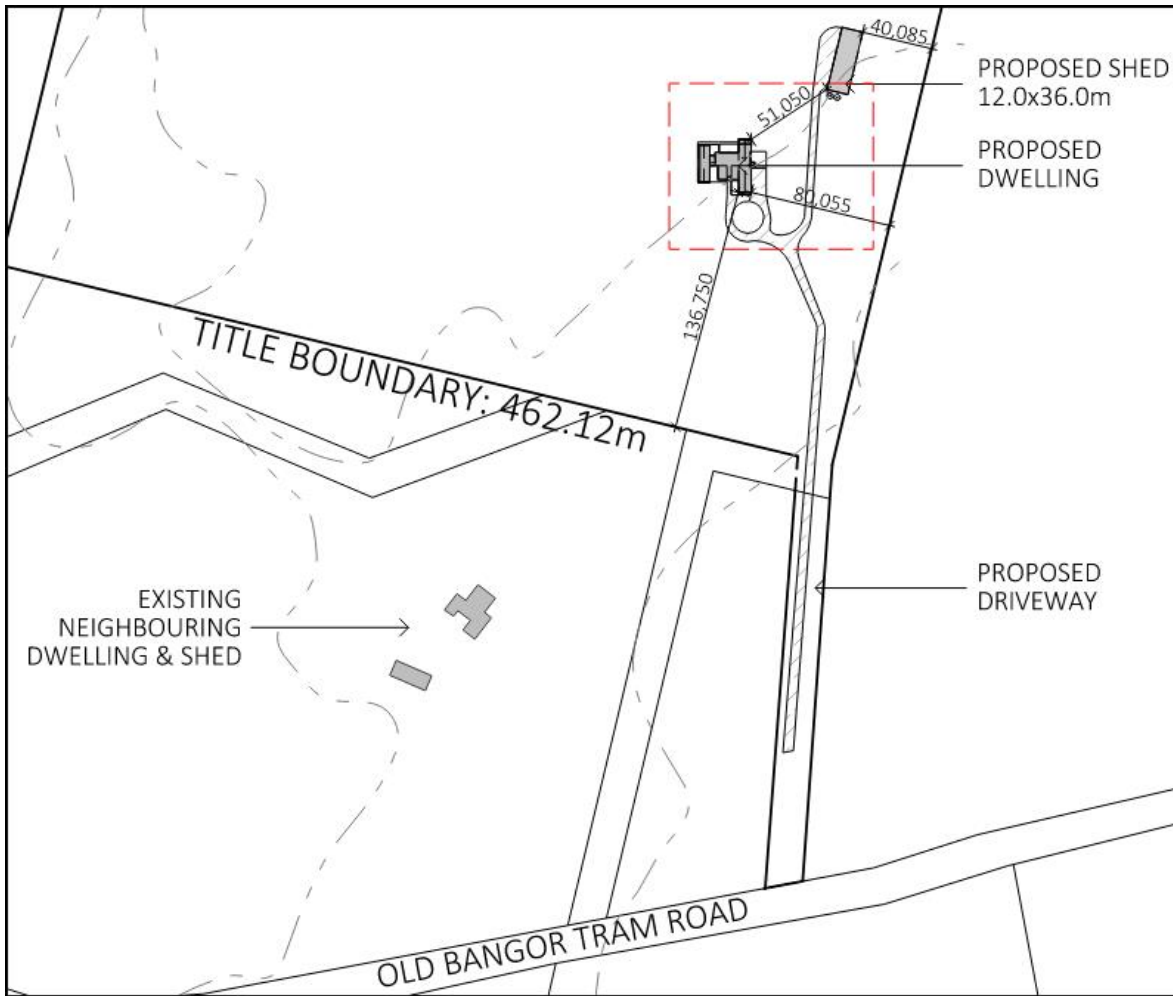 40,085
PROPOSED SHED
12.0x36.0m
51,050
PROPOSED
DWELLING
80,055
136,750
TITLE BOUNDARY: 462.12m
EXISTING
NEIGHBOURING
DWELLING & SHED
PROPOSED
DRIVEWAY
OLD BANGOR TRAM ROAD